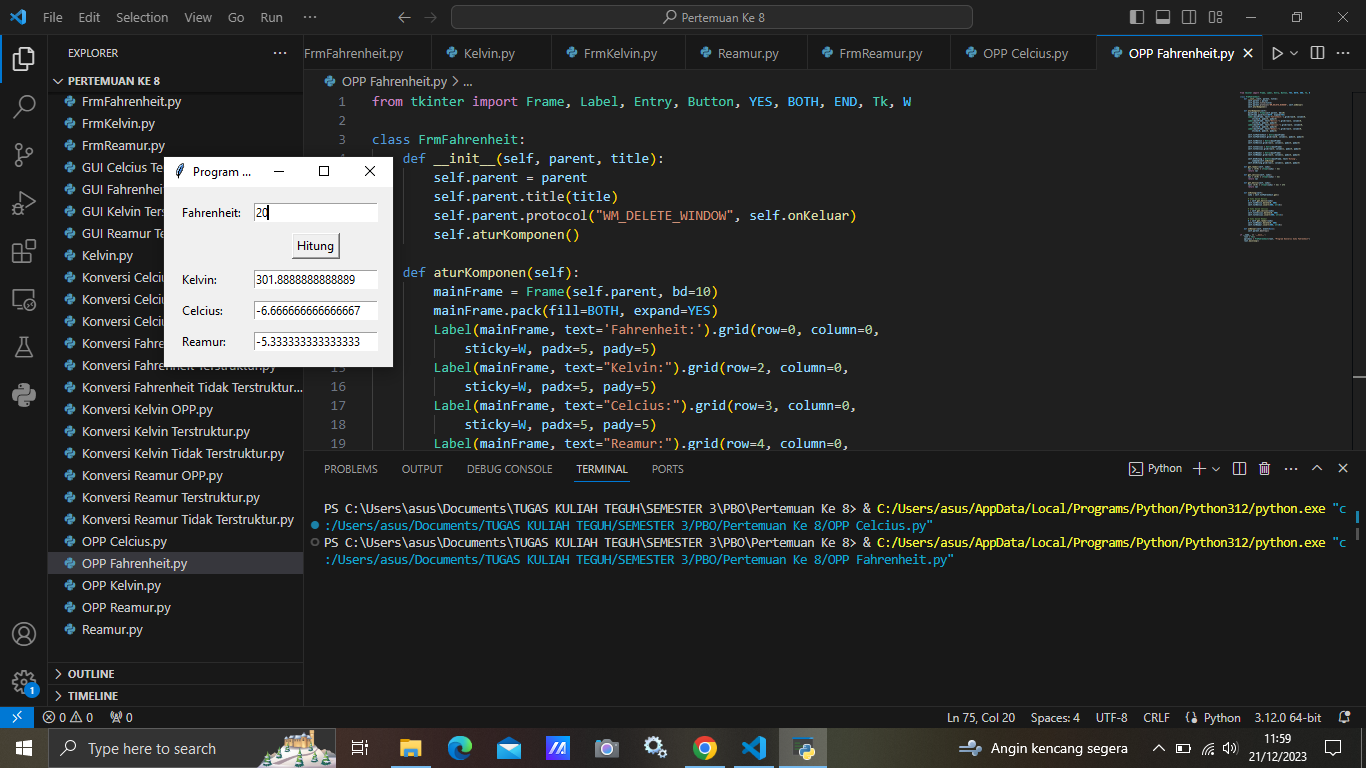 File Edit Selection View Go Run ··· Pertemuan Ke 8
EXPLORER ···
PERTEMUAN KE 8
FrmFahrenheit.py
FrmKelvin.py
FrmReamur.py
GUI Celcius Te
GUI Fahrenhei
GUI Kelvin Ters
GUI Reamur Te
Kelvin.py
Konversi Celciu
Konversi Celciu
Konversi Celciu
Konversi Fahre
Konversi Fahrenheit Terstruktur.py
Konversi Fahrenheit Tidak Terstruktur...
Konversi Kelvin OPP.py
Konversi Kelvin Terstruktur.py
Konversi Kelvin Tidak Terstruktur.py
Konversi Reamur OPP.py
Konversi Reamur Terstruktur.py
Konversi Reamur Tidak Terstruktur.py
OPP Celcius.py
OPP Fahrenheit.py
OPP Kelvin.py
OPP Reamur.py
Reamur.py
OUTLINE
TIMELINE
Program ...
Fahrenheit: 20
Hitung
Kelvin: 301.8888888888889
Celcius: -6.666666666666667
Reamur: -5.333333333333333
FrmFahrenheit.py Kelvin.py FrmKelvin.py Reamur.py FrmReamur.py OPP Celcius.py OPP Fahrenheit.py
OPP Fahrenheit.py > ...
1 from tkinter import Frame, Label, Entry, Button, YES, BOTH, END, Tk, W
2
3 class FrmFahrenheit:
def __init__(self, parent, title):
self.parent = parent
self.parent.title(title)
self.parent.protocol("WM_DELETE_WINDOW", self.onKeluar)
self.aturKomponen()
def aturKomponen(self):
mainFrame = Frame(self.parent, bd=10)
mainFrame.pack(fill=BOTH, expand=YES)
Label(mainFrame, text='Fahrenheit:').grid(row=0, column=0,
sticky=W, padx=5, pady=5)
15 Label(mainFrame, text="Kelvin:").grid(row=2, column=0,
16 sticky=W, padx=5, pady=5)
17 Label(mainFrame, text="Celcius:").grid(row=3, column=0,
18 sticky=W, padx=5, pady=5)
19 Label(mainFrame, text="Reamur:").grid(row=4, column=0,
PROBLEMS OUTPUT DEBUG CONSOLE TERMINAL PORTS Python
PS C:\Users\asus\Documents\TUGAS KULIAH TEGUH\SEMESTER 3\PBO\Pertemuan Ke 8> & C:/Users/asus/AppData/Local/Programs/Python/Python312/python.exe "c
:/Users/asus/Documents/TUGAS KULIAH TEGUH/SEMESTER 3/PBO/Pertemuan Ke 8/OPP Celcius.py"
PS C:\Users\asus\Documents\TUGAS KULIAH TEGUH\SEMESTER 3\PBO\Pertemuan Ke 8> & C:/Users/asus/AppData/Local/Programs/Python/Python312/python.exe "c
:/Users/asus/Documents/TUGAS KULIAH TEGUH/SEMESTER 3/PBO/Pertemuan Ke 8/OPP Fahrenheit.py"
1
0 0 0 Ln 75, Col 20 Spaces: 4 UTF-8 CRLF Python 3.12.0 64-bit
Type here to search Angin kencang segera 11:59
21/12/2023